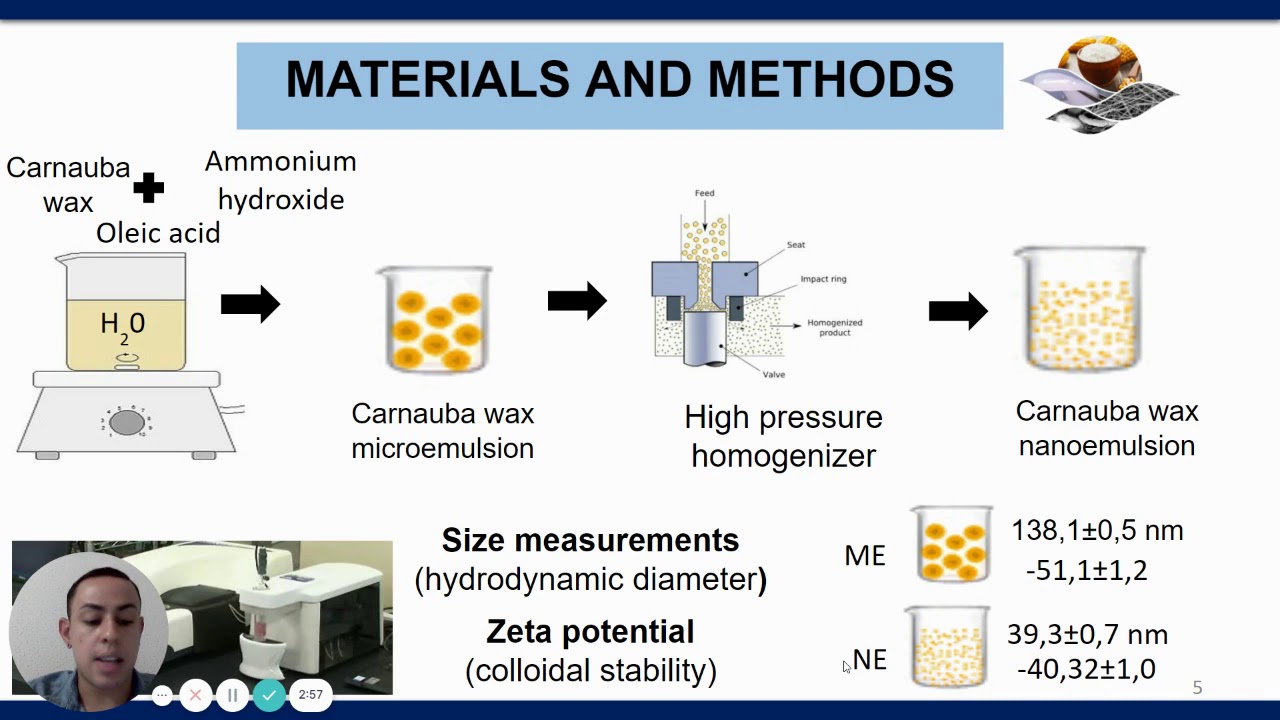 MATERIALS AND METHODS
Carnauba
wax
Ammonium
hydroxide
Oleic acid
H20
Carnauba wax
microemulsion
Feed
Seat
Impact ring
Homogenized
product
Valve
High pressure
homogenizer
Carnauba wax
nanoemulsion
Size measurements
(hydrodynamic diameter)
Zeta potential
(colloidal stability)
ME
138,1±0,5 nm
-51,1±1,2
NE
39,3±0,7 nm
-40,32±1,0
2:57
5